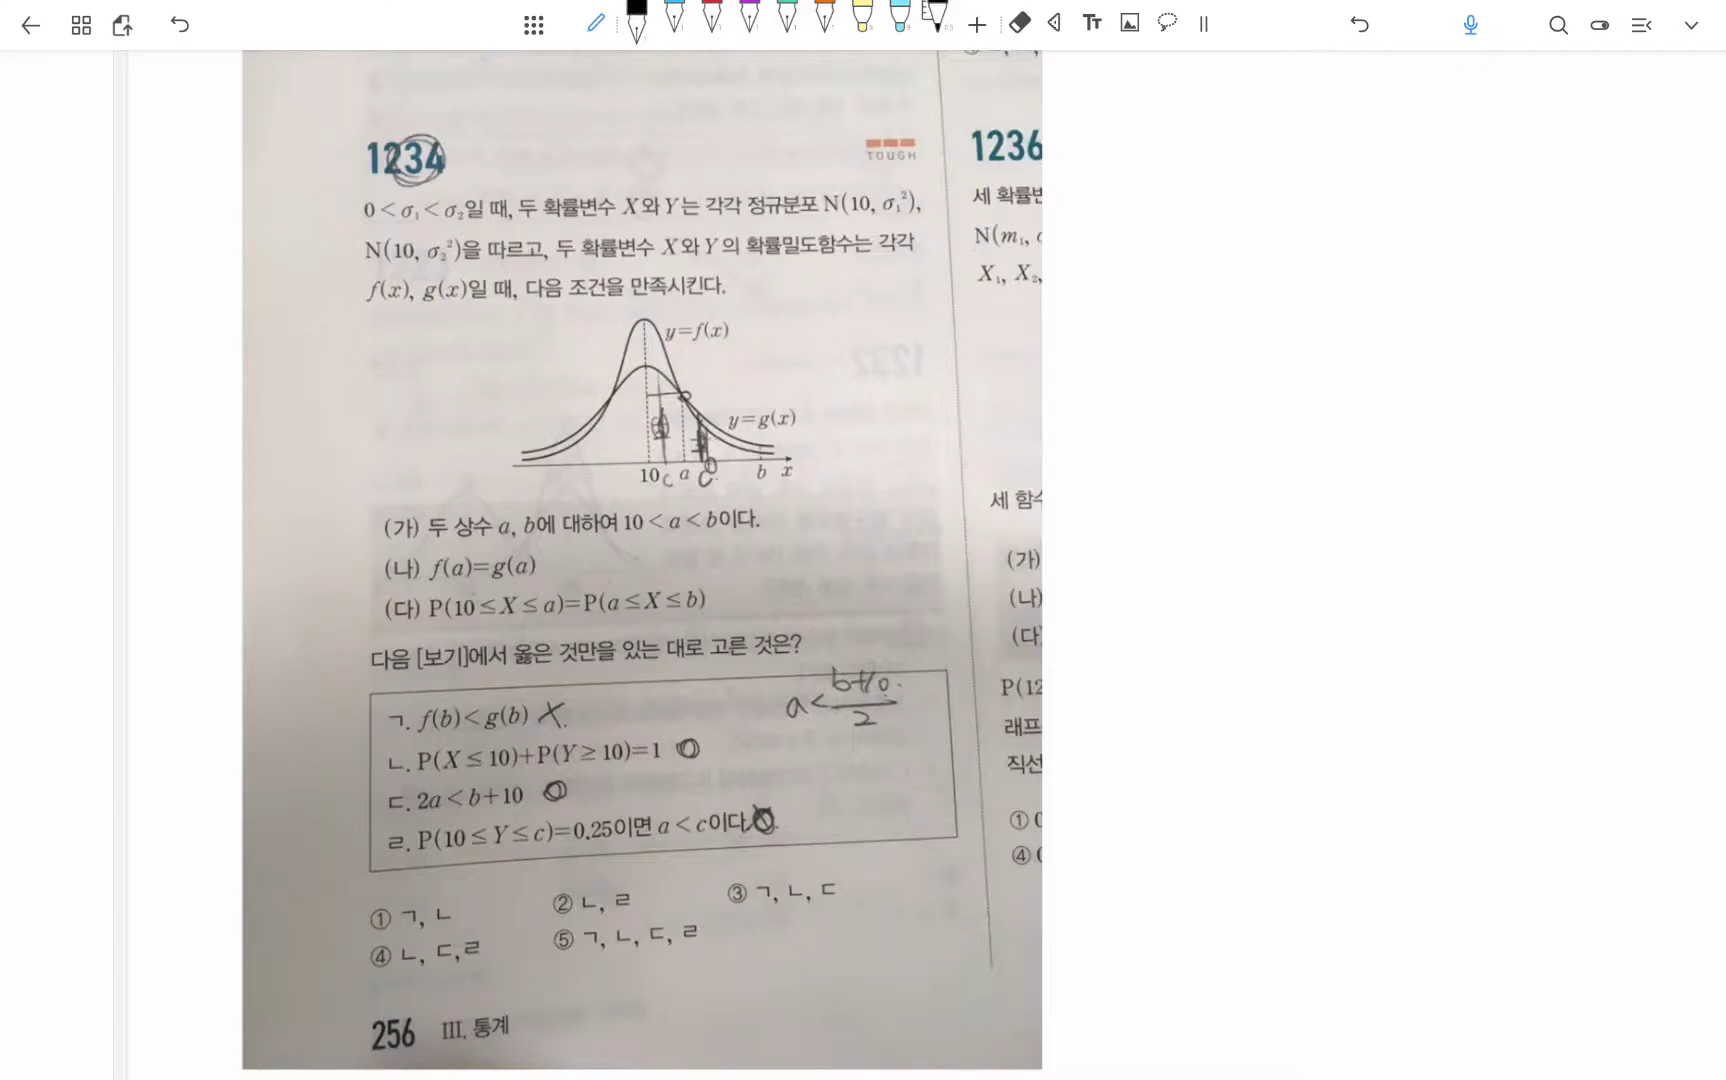 1234
TOUGH
0<σ₁<σ₂일 때, 두 확률변수 X와 Y는 각각 정규분포 N(10, σ₁²),
N(10, σ₂²)을 따르고, 두 확률변수 X와 Y의 확률밀도함수는 각각
f(x), g(x)일 때, 다음 조건을 만족시킨다.
y=f(x)
y=g(x)
10 c a c b x
(가) 두 상수 a, b에 대하여 10<a<b이다.
(나) f(a)=g(a)
(다) P(10≤X≤a)=P(a≤X≤b)
다음 [보기]에서 옳은 것만을 있는 대로 고른 것은?
a < (b+10)/2
ㄱ. f(b)<g(b) X
ㄴ. P(X≤10)+P(Y≥10)=1 O
ㄷ. 2a<b+10 O
ㄹ. P(10≤Y≤c)=0.25이면 a<c이다.
① ㄱ, ㄴ ② ㄴ, ㄹ ③ ㄱ, ㄴ, ㄷ
④ ㄴ, ㄷ, ㄹ ⑤ ㄱ, ㄴ, ㄷ, ㄹ
256 III. 통계
1236
세 확률변
N(m₁,
X₁, X₂,
세 함수
(가)
(나)
(다)
P(12
래프
직선
①
④